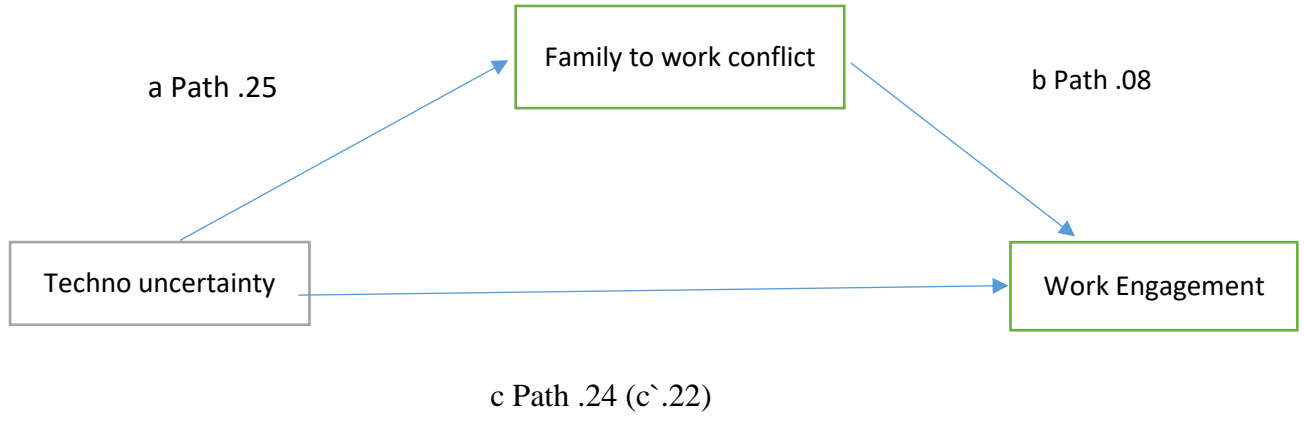 Family to work conflict
a Path .25
b Path .08
Techno uncertainty
Work Engagement
c Path .24 (c`.22)